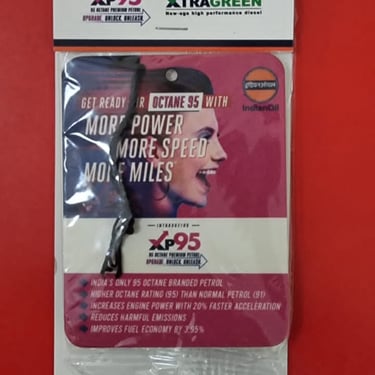 XP95
95 OCTANE PREMIUM PETROL
UPGRADE. UNLOCK. UNLEASH.
XTRAGREEN
New-age high performance diesel
GET READY FOR OCTANE 95 WITH
MORE POWER
MORE SPEED
MORE MILES
इंडियनऑयल
IndianOil
INTRODUCING
XP95
95 OCTANE PREMIUM PETROL
UPGRADE. UNLOCK. UNLEASH.
INDIA'S ONLY 95 OCTANE BRANDED PETROL
HIGHER OCTANE RATING (95) THAN NORMAL PETROL (91)
INCREASES ENGINE POWER WITH 20% FASTER ACCELERATION
REDUCES HARMFUL EMISSIONS
IMPROVES FUEL ECONOMY BY 3.95%